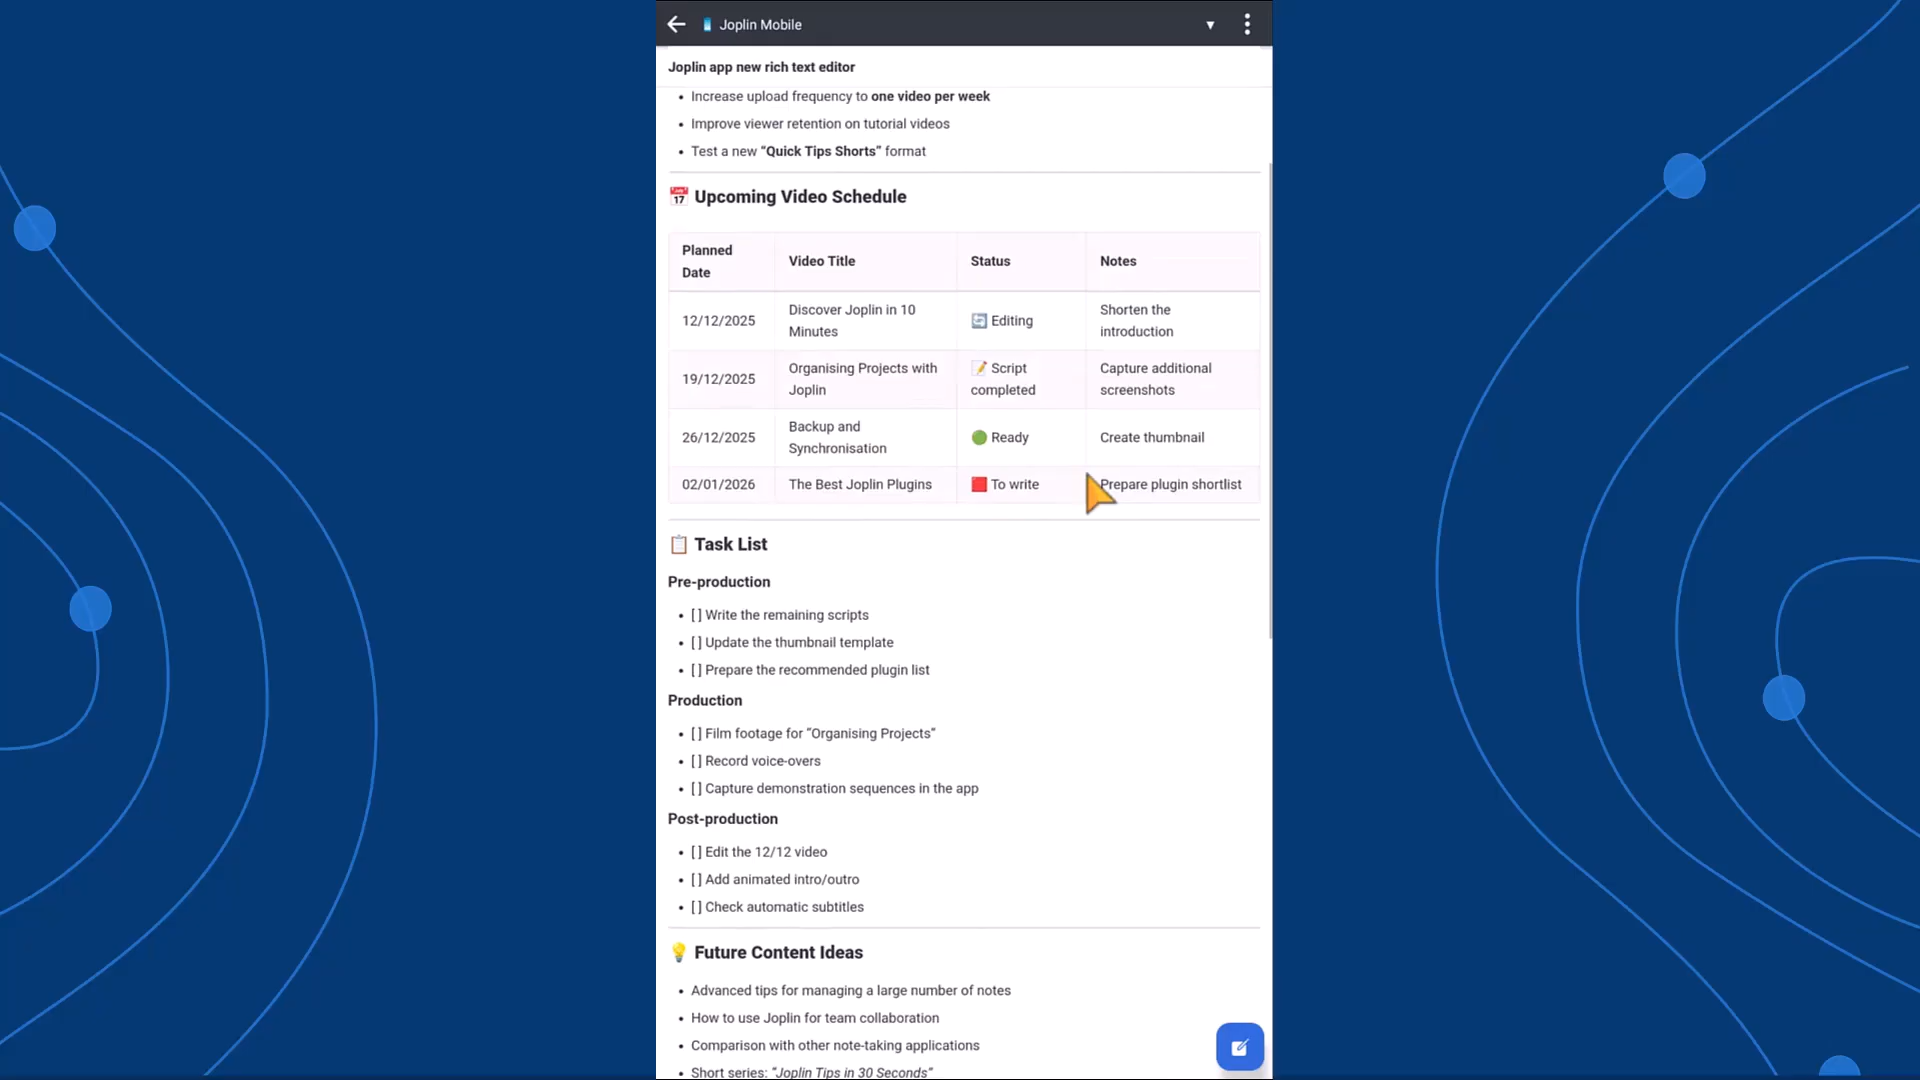 Joplin Mobile
Joplin app new rich text editor
• Increase upload frequency to one video per week
• Improve viewer retention on tutorial videos
• Test a new “Quick Tips Shorts” format
📅 Upcoming Video Schedule
Planned Date Video Title Status Notes
12/12/2025 Discover Joplin in 10 Minutes 🔄 Editing Shorten the introduction
19/12/2025 Organising Projects with Joplin 📝 Script completed Capture additional screenshots
26/12/2025 Backup and Synchronisation 🟢 Ready Create thumbnail
02/01/2026 The Best Joplin Plugins 🟥 To write Prepare plugin shortlist
📋 Task List
Pre-production
• [ ] Write the remaining scripts
• [ ] Update the thumbnail template
• [ ] Prepare the recommended plugin list
Production
• [ ] Film footage for “Organising Projects”
• [ ] Record voice-overs
• [ ] Capture demonstration sequences in the app
Post-production
• [ ] Edit the 12/12 video
• [ ] Add animated intro/outro
• [ ] Check automatic subtitles
💡 Future Content Ideas
• Advanced tips for managing a large number of notes
• How to use Joplin for team collaboration
• Comparison with other note-taking applications
• Short series: “Joplin Tips in 30 Seconds”